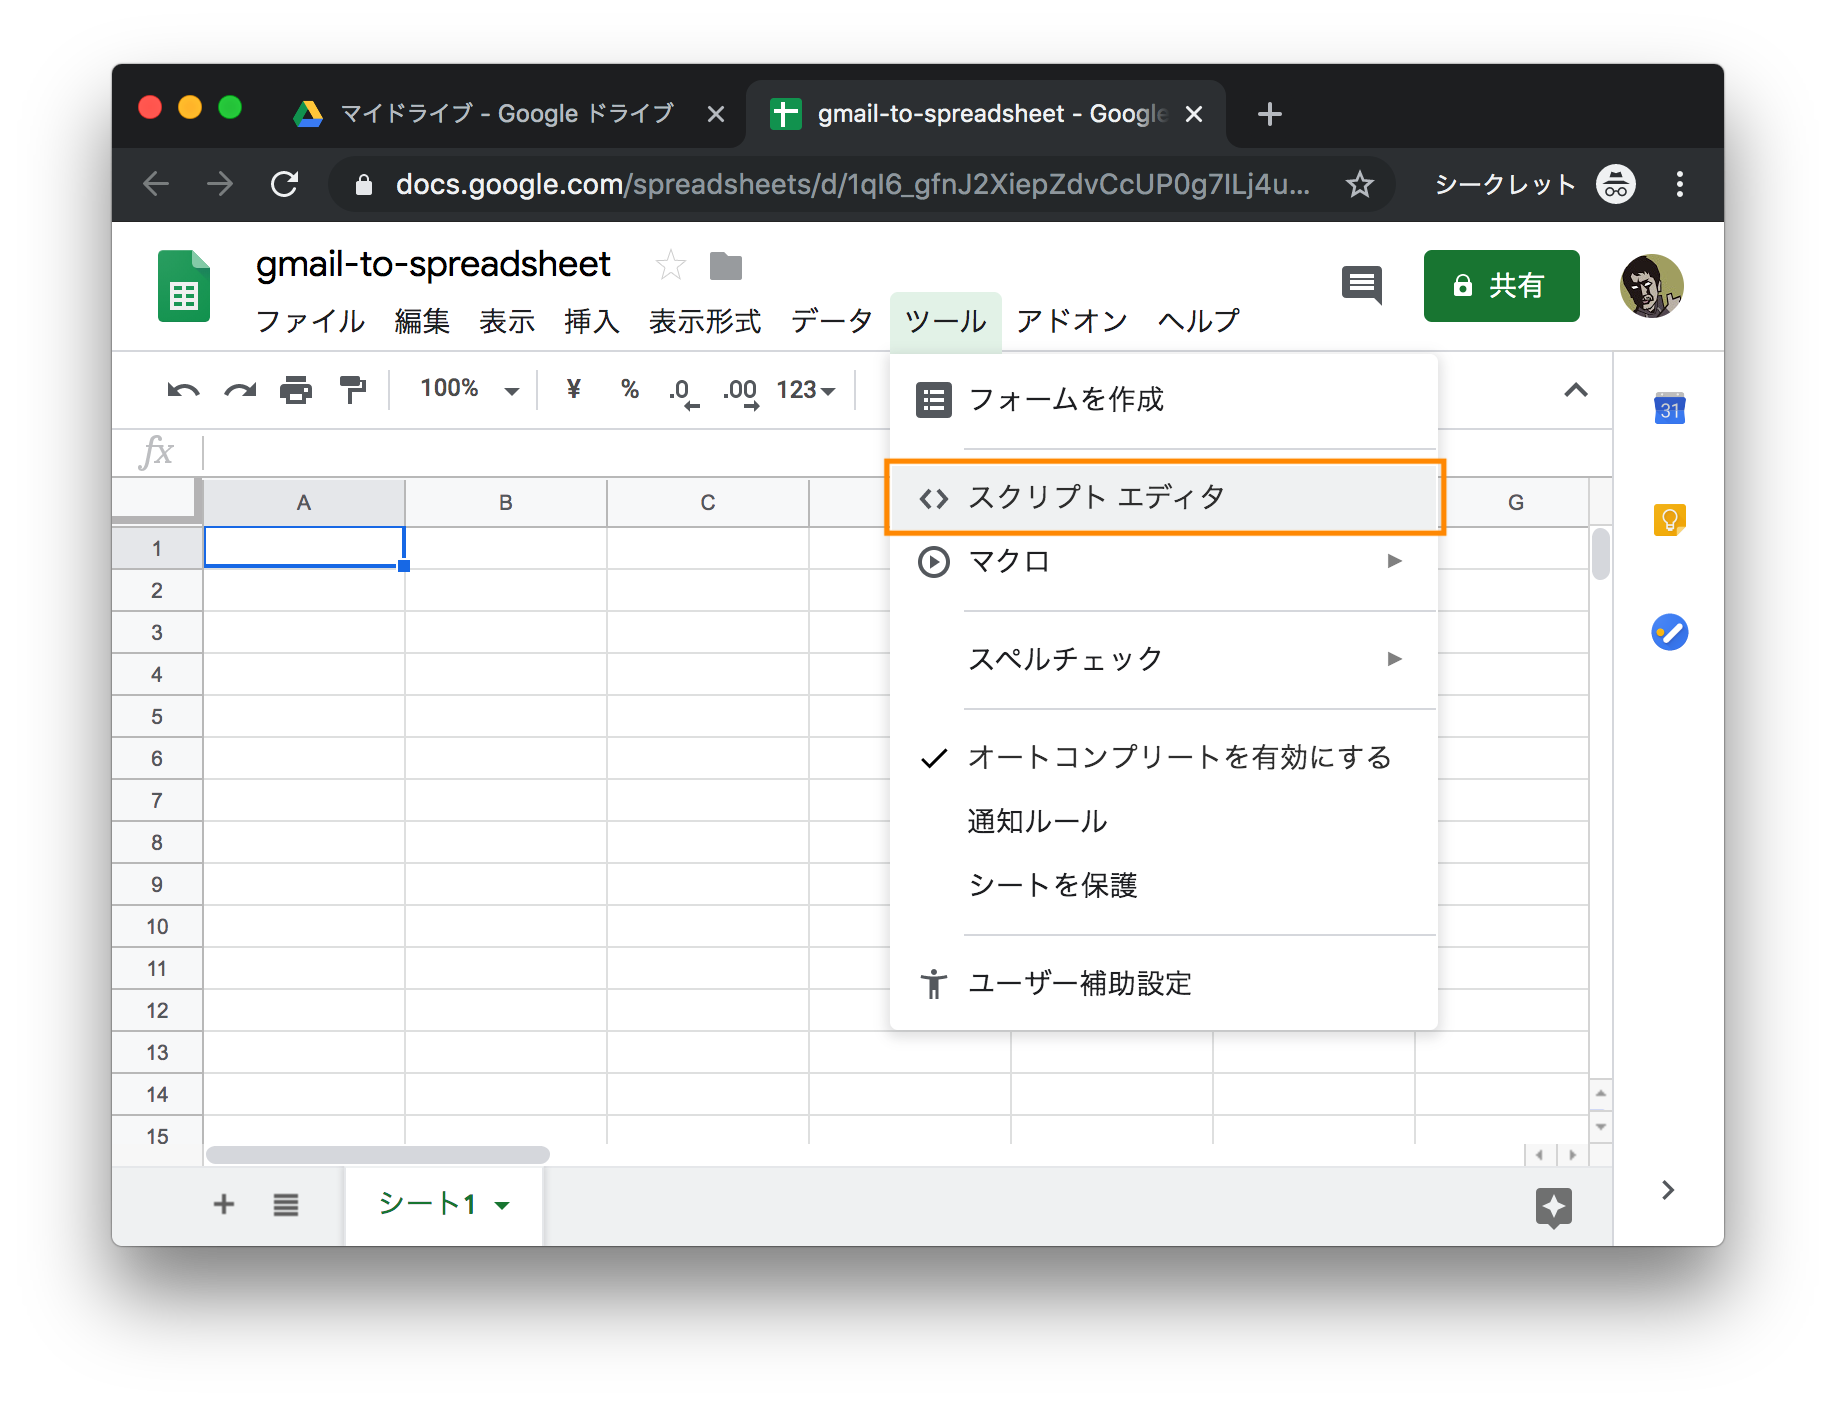 マイドライブ - Google ドライブ
gmail-to-spreadsheet - Google
docs.google.com/spreadsheets/d/1qI6_gfnJ2XiepZdvCcUP0g7ILj4u...
シークレット
gmail-to-spreadsheet
共有
ファイル 編集 表示 挿入 表示形式 データ ツール アドオン ヘルプ
100% ¥ % .0 .00 123
31
fx
A B C G
フォームを作成
スクリプト エディタ
マクロ
スペルチェック
オートコンプリートを有効にする
通知ルール
シートを保護
ユーザー補助設定
1
2
3
4
5
6
7
8
9
10
11
12
13
14
15
シート1